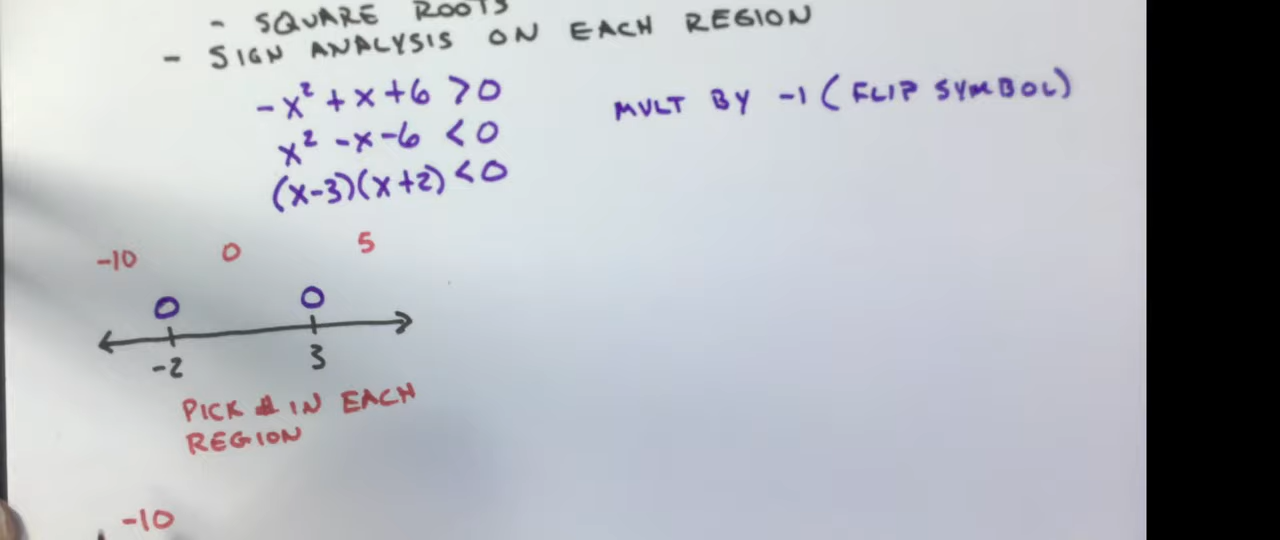 - SQUARE ROOTS
- SIGN ANALYSIS ON EACH REGION
-x² + x + 6 > 0
MULT BY -1 (FLIP SYMBOL)
x² - x - 6 < 0
(x-3)(x+2) < 0
-10 0 5
0 0
-2 3
PICK # IN EACH
REGION
-10